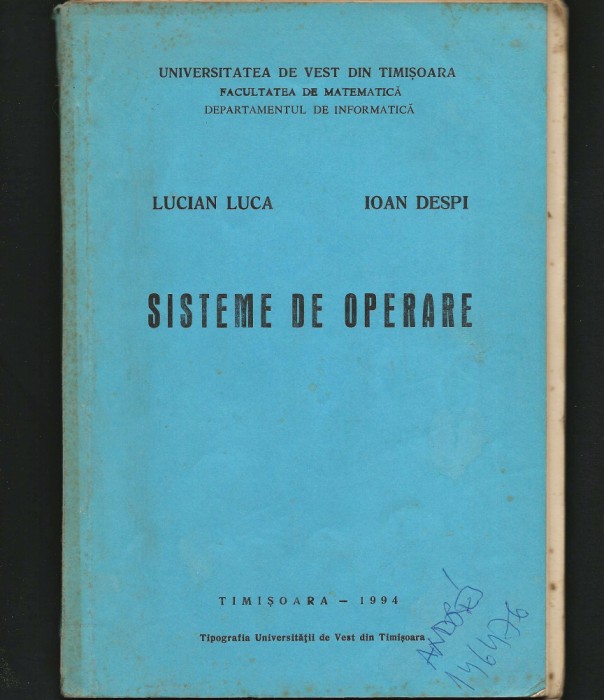 UNIVERSITATEA DE VEST DIN TIMIŞOARA
FACULTATEA DE MATEMATICĂ
DEPARTAMENTUL DE INFORMATICĂ
LUCIAN LUCA IOAN DESPI
SISTEME DE OPERARE
TIMIŞOARA – 1994
Tipografia Universităţii de Vest din Timişoara
146476